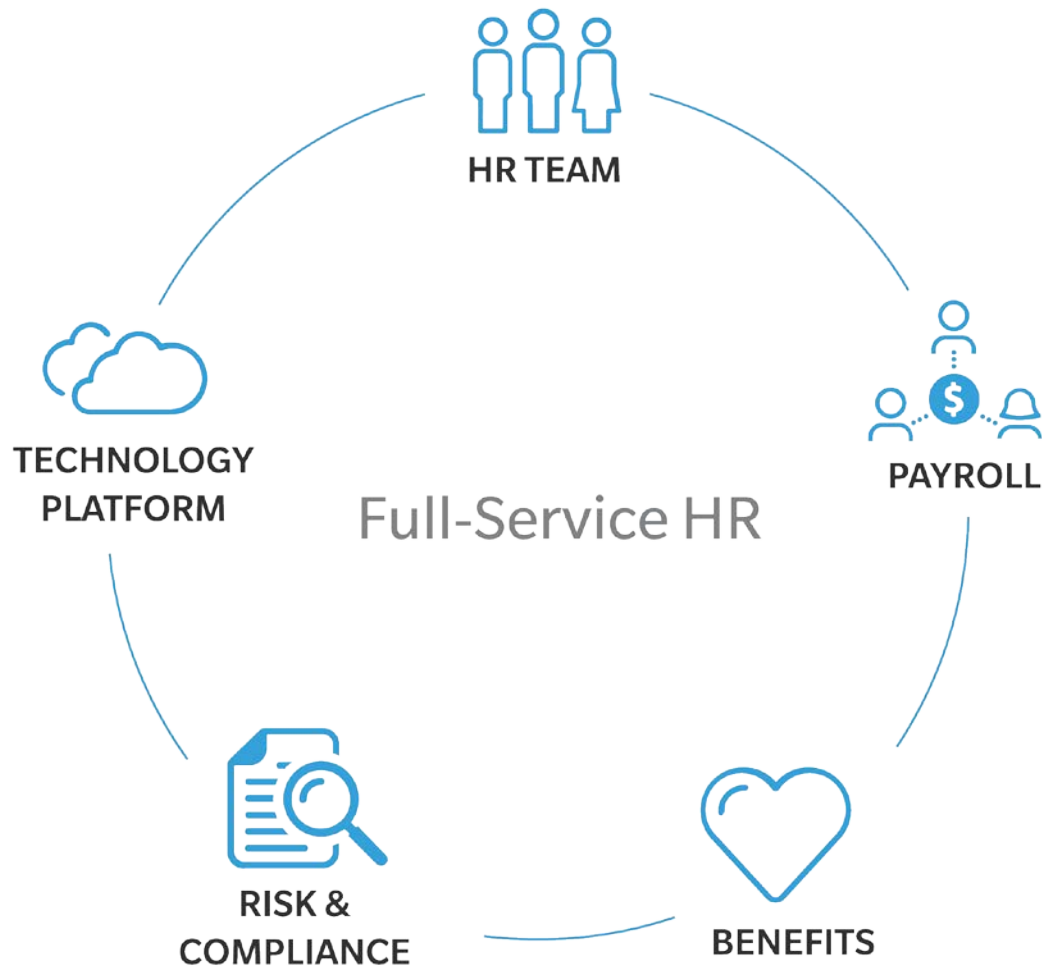 HR TEAM
PAYROLL
BENEFITS
RISK &
COMPLIANCE
TECHNOLOGY
PLATFORM
Full-Service HR
$